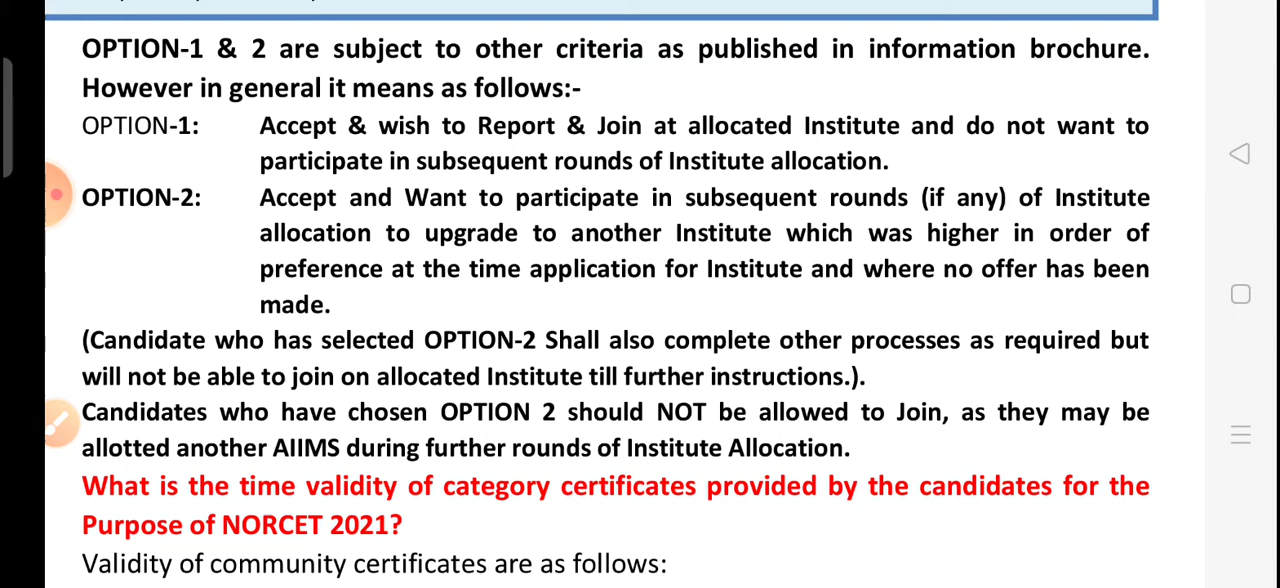 OPTION-1 & 2 are subject to other criteria as published in information brochure.
However in general it means as follows:-
OPTION-1: Accept & wish to Report & Join at allocated Institute and do not want to
participate in subsequent rounds of Institute allocation.
OPTION-2: Accept and Want to participate in subsequent rounds (if any) of Institute
allocation to upgrade to another Institute which was higher in order of
preference at the time application for Institute and where no offer has been
made.
(Candidate who has selected OPTION-2 Shall also complete other processes as required but
will not be able to join on allocated Institute till further instructions.).
Candidates who have chosen OPTION 2 should NOT be allowed to Join, as they may be
allotted another AIIMS during further rounds of Institute Allocation.
What is the time validity of category certificates provided by the candidates for the
Purpose of NORCET 2021?
Validity of community certificates are as follows: